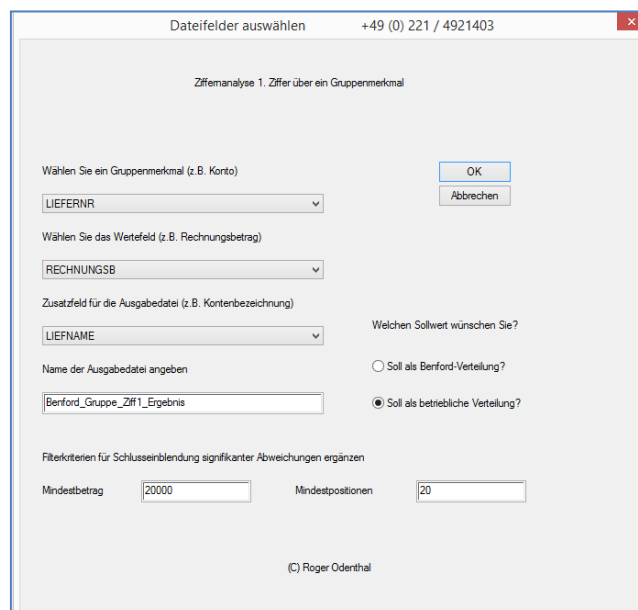 Dateifelder auswählen +49 (0) 221 / 4921403
Ziffernanalyse 1. Ziffer über ein Gruppenmerkmal
Wählen Sie ein Gruppenmerkmal (z.B. Konto)
OK
LIEFERNR
Abbrechen
Wählen Sie das Wertefeld (z.B. Rechnungsbetrag)
RECHNUNGSB
Zusatzfeld für die Ausgabedatei (z.B. Kontenbezeichnung)
LIEFNAME
Welchen Sollwert wünschen Sie?
Name der Ausgabedatei angeben
Soll als Benford-Verteilung?
Benford_Gruppe_Ziff1_Ergebnis
Soll als betriebliche Verteilung?
Filterkriterien für Schlusseinblendung signifikanter Abweichungen ergänzen
Mindestbetrag 20000 Mindestpositionen 20
(C) Roger Odenthal